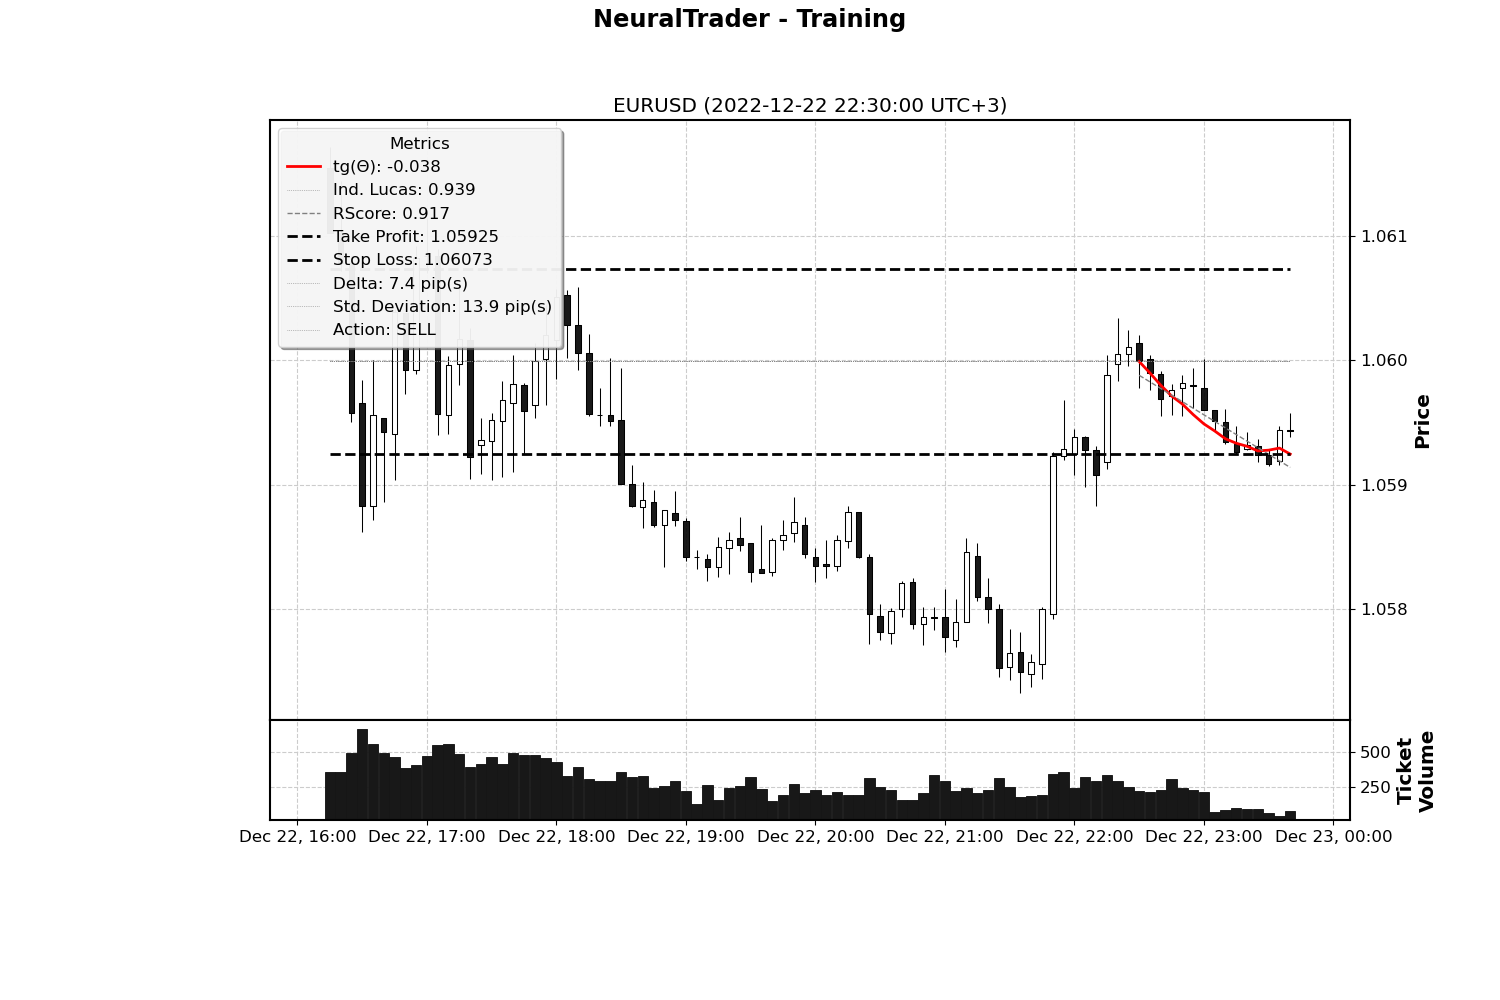 NeuralTrader - Training
EURUSD (2022-12-22 22:30:00 UTC+3)
Metrics
tg(Θ): -0.038
Ind. Lucas: 0.939
RScore: 0.917
Take Profit: 1.05925
Stop Loss: 1.06073
Delta: 7.4 pip(s)
Std. Deviation: 13.9 pip(s)
Action: SELL
1.061
1.060
1.059
1.058
Price
500
250
Ticket
Volume
Dec 22, 16:00 Dec 22, 17:00 Dec 22, 18:00 Dec 22, 19:00 Dec 22, 20:00 Dec 22, 21:00 Dec 22, 22:00 Dec 22, 23:00 Dec 23, 00:00